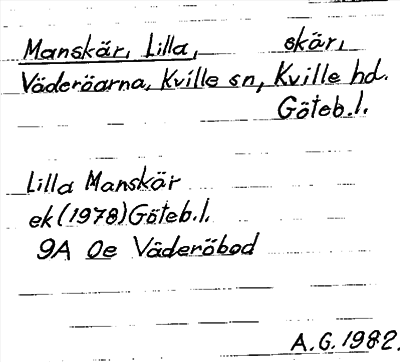 Manskär, Lilla, skär,
Väderöarna, Kville sn, Kville hd.
Göteb.l.
Lilla Manskär
ek (1978) Göteb.l.
9A 0e Väderöbod
A.G. 1982.